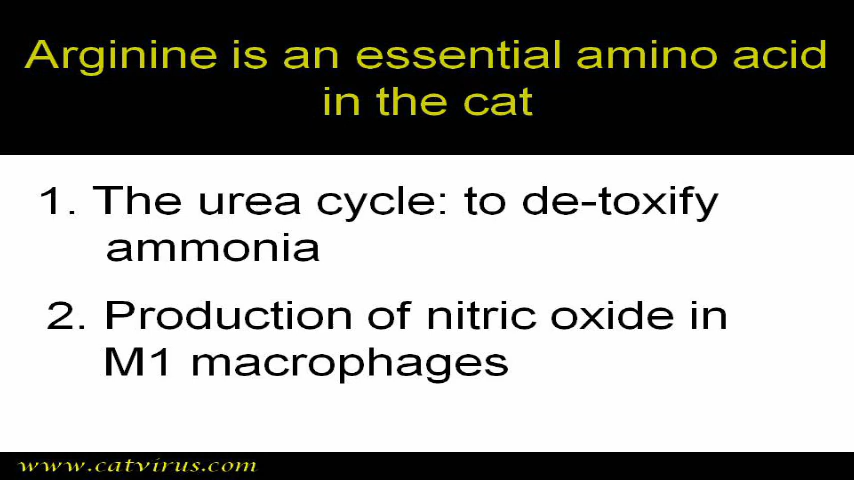 Arginine is an essential amino acid
in the cat
1. The urea cycle: to de-toxify
ammonia
2. Production of nitric oxide in
M1 macrophages
www.catvirus.com